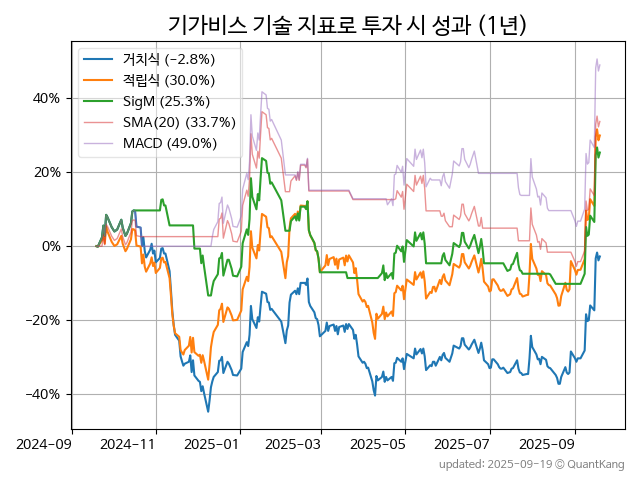 기가비스 기술 지표로 투자 시 성과 (1년)
거치식 (-2.8%)
적립식 (30.0%)
SigM (25.3%)
SMA(20) (33.7%)
MACD (49.0%)
40%
20%
0%
−20%
−40%
2024-09 2024-11 2025-01 2025-03 2025-05 2025-07 2025-09
updated: 2025-09-19 @ QuantKang